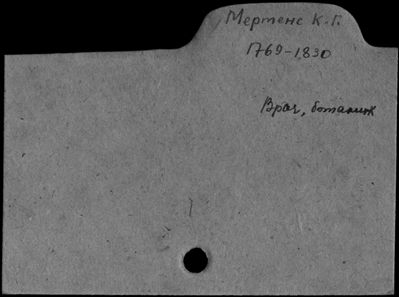 Мертенс К.Г.
1769-1830
Врач, ботаник